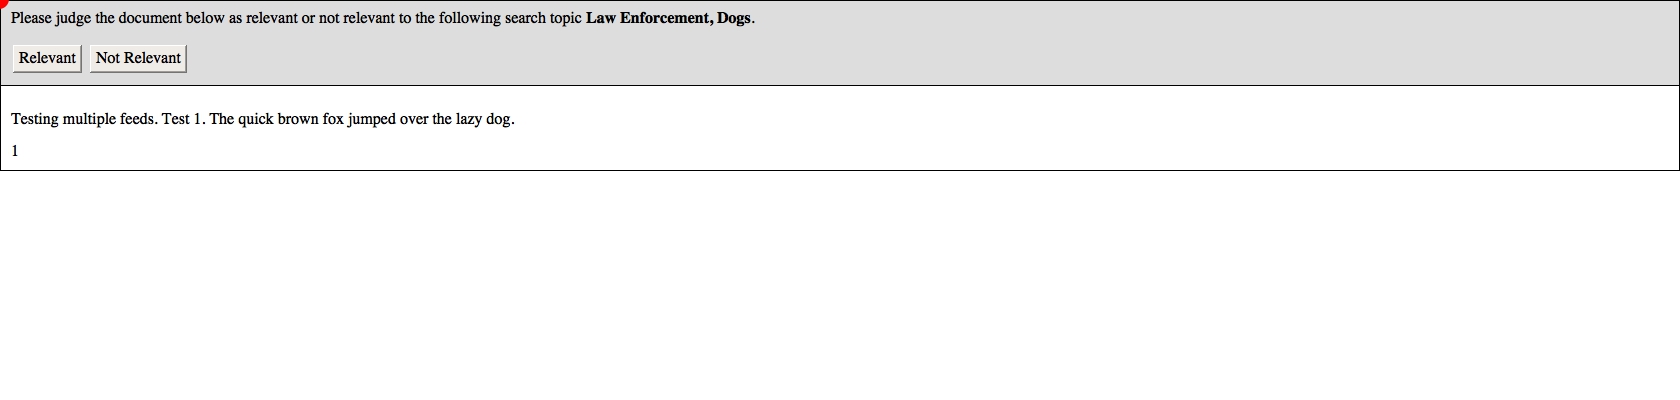 Please judge the document below as relevant or not relevant to the following search topic Law Enforcement, Dogs.
Relevant Not Relevant
Testing multiple feeds. Test 1. The quick brown fox jumped over the lazy dog.
1